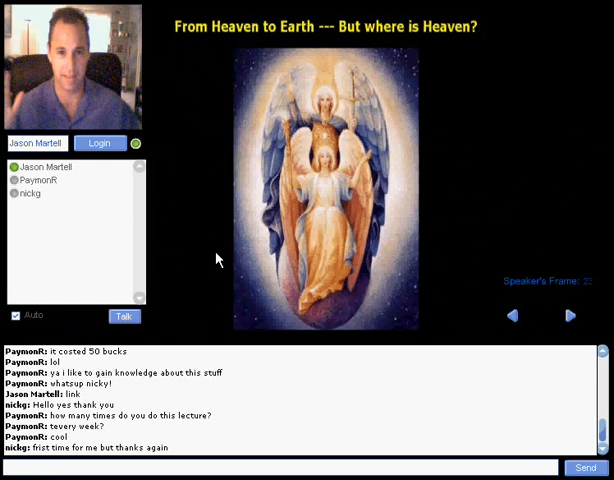 From Heaven to Earth --- But where is Heaven?
Jason Martell
Login
Jason Martell
PaymonR
nickg
Auto
Talk
Speaker's Frame:
PaymonR: it costed 50 bucks
PaymonR: lol
PaymonR: ya i like to gain knowledge about this stuff
PaymonR: whatsup nicky!
Jason Martell: link
nickg: Hello yes thank you
PaymonR: how many times do you do this lecture?
PaymonR: tevery week?
PaymonR: cool
nickg: frist time for me but thanks again
Send